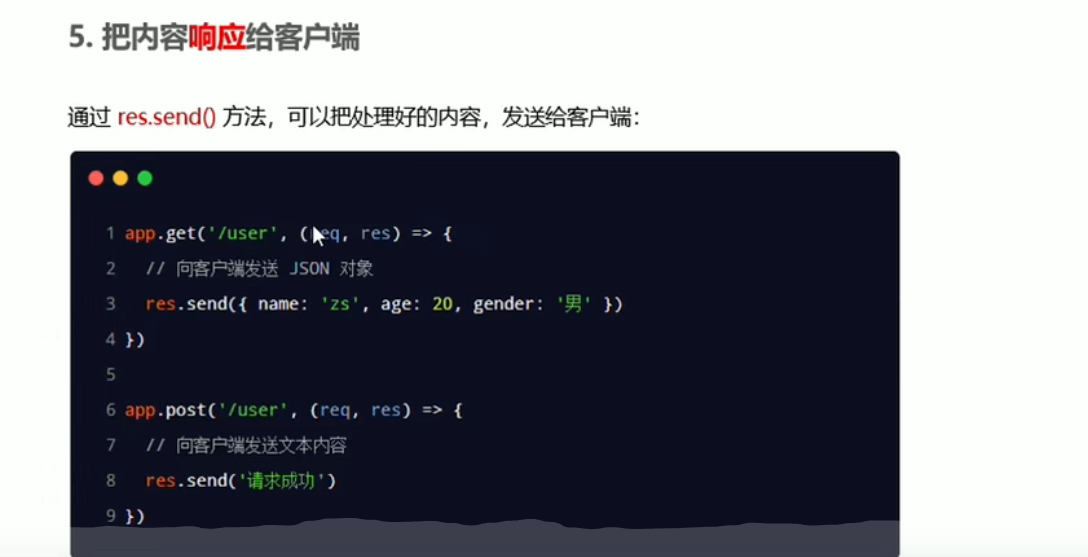 5. 把内容响应给客户端
通过 res.send() 方法，可以把处理好的内容，发送给客户端：
1 app.get('/user', (req, res) => {
2   // 向客户端发送 JSON 对象
3   res.send({ name: 'zs', age: 20, gender: '男' })
4 })
5
6 app.post('/user', (req, res) => {
7   // 向客户端发送文本内容
8   res.send('请求成功')
9 })